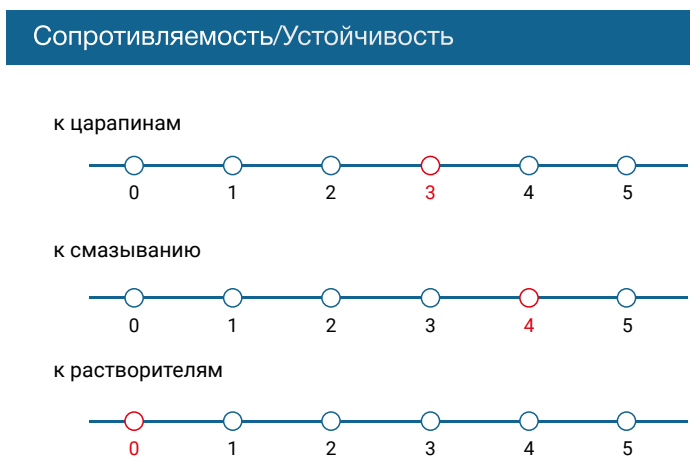 Сопротивляемость/Устойчивость
к царапинам
0 1 2 3 4 5
к смазыванию
0 1 2 3 4 5
к растворителям
0 1 2 3 4 5